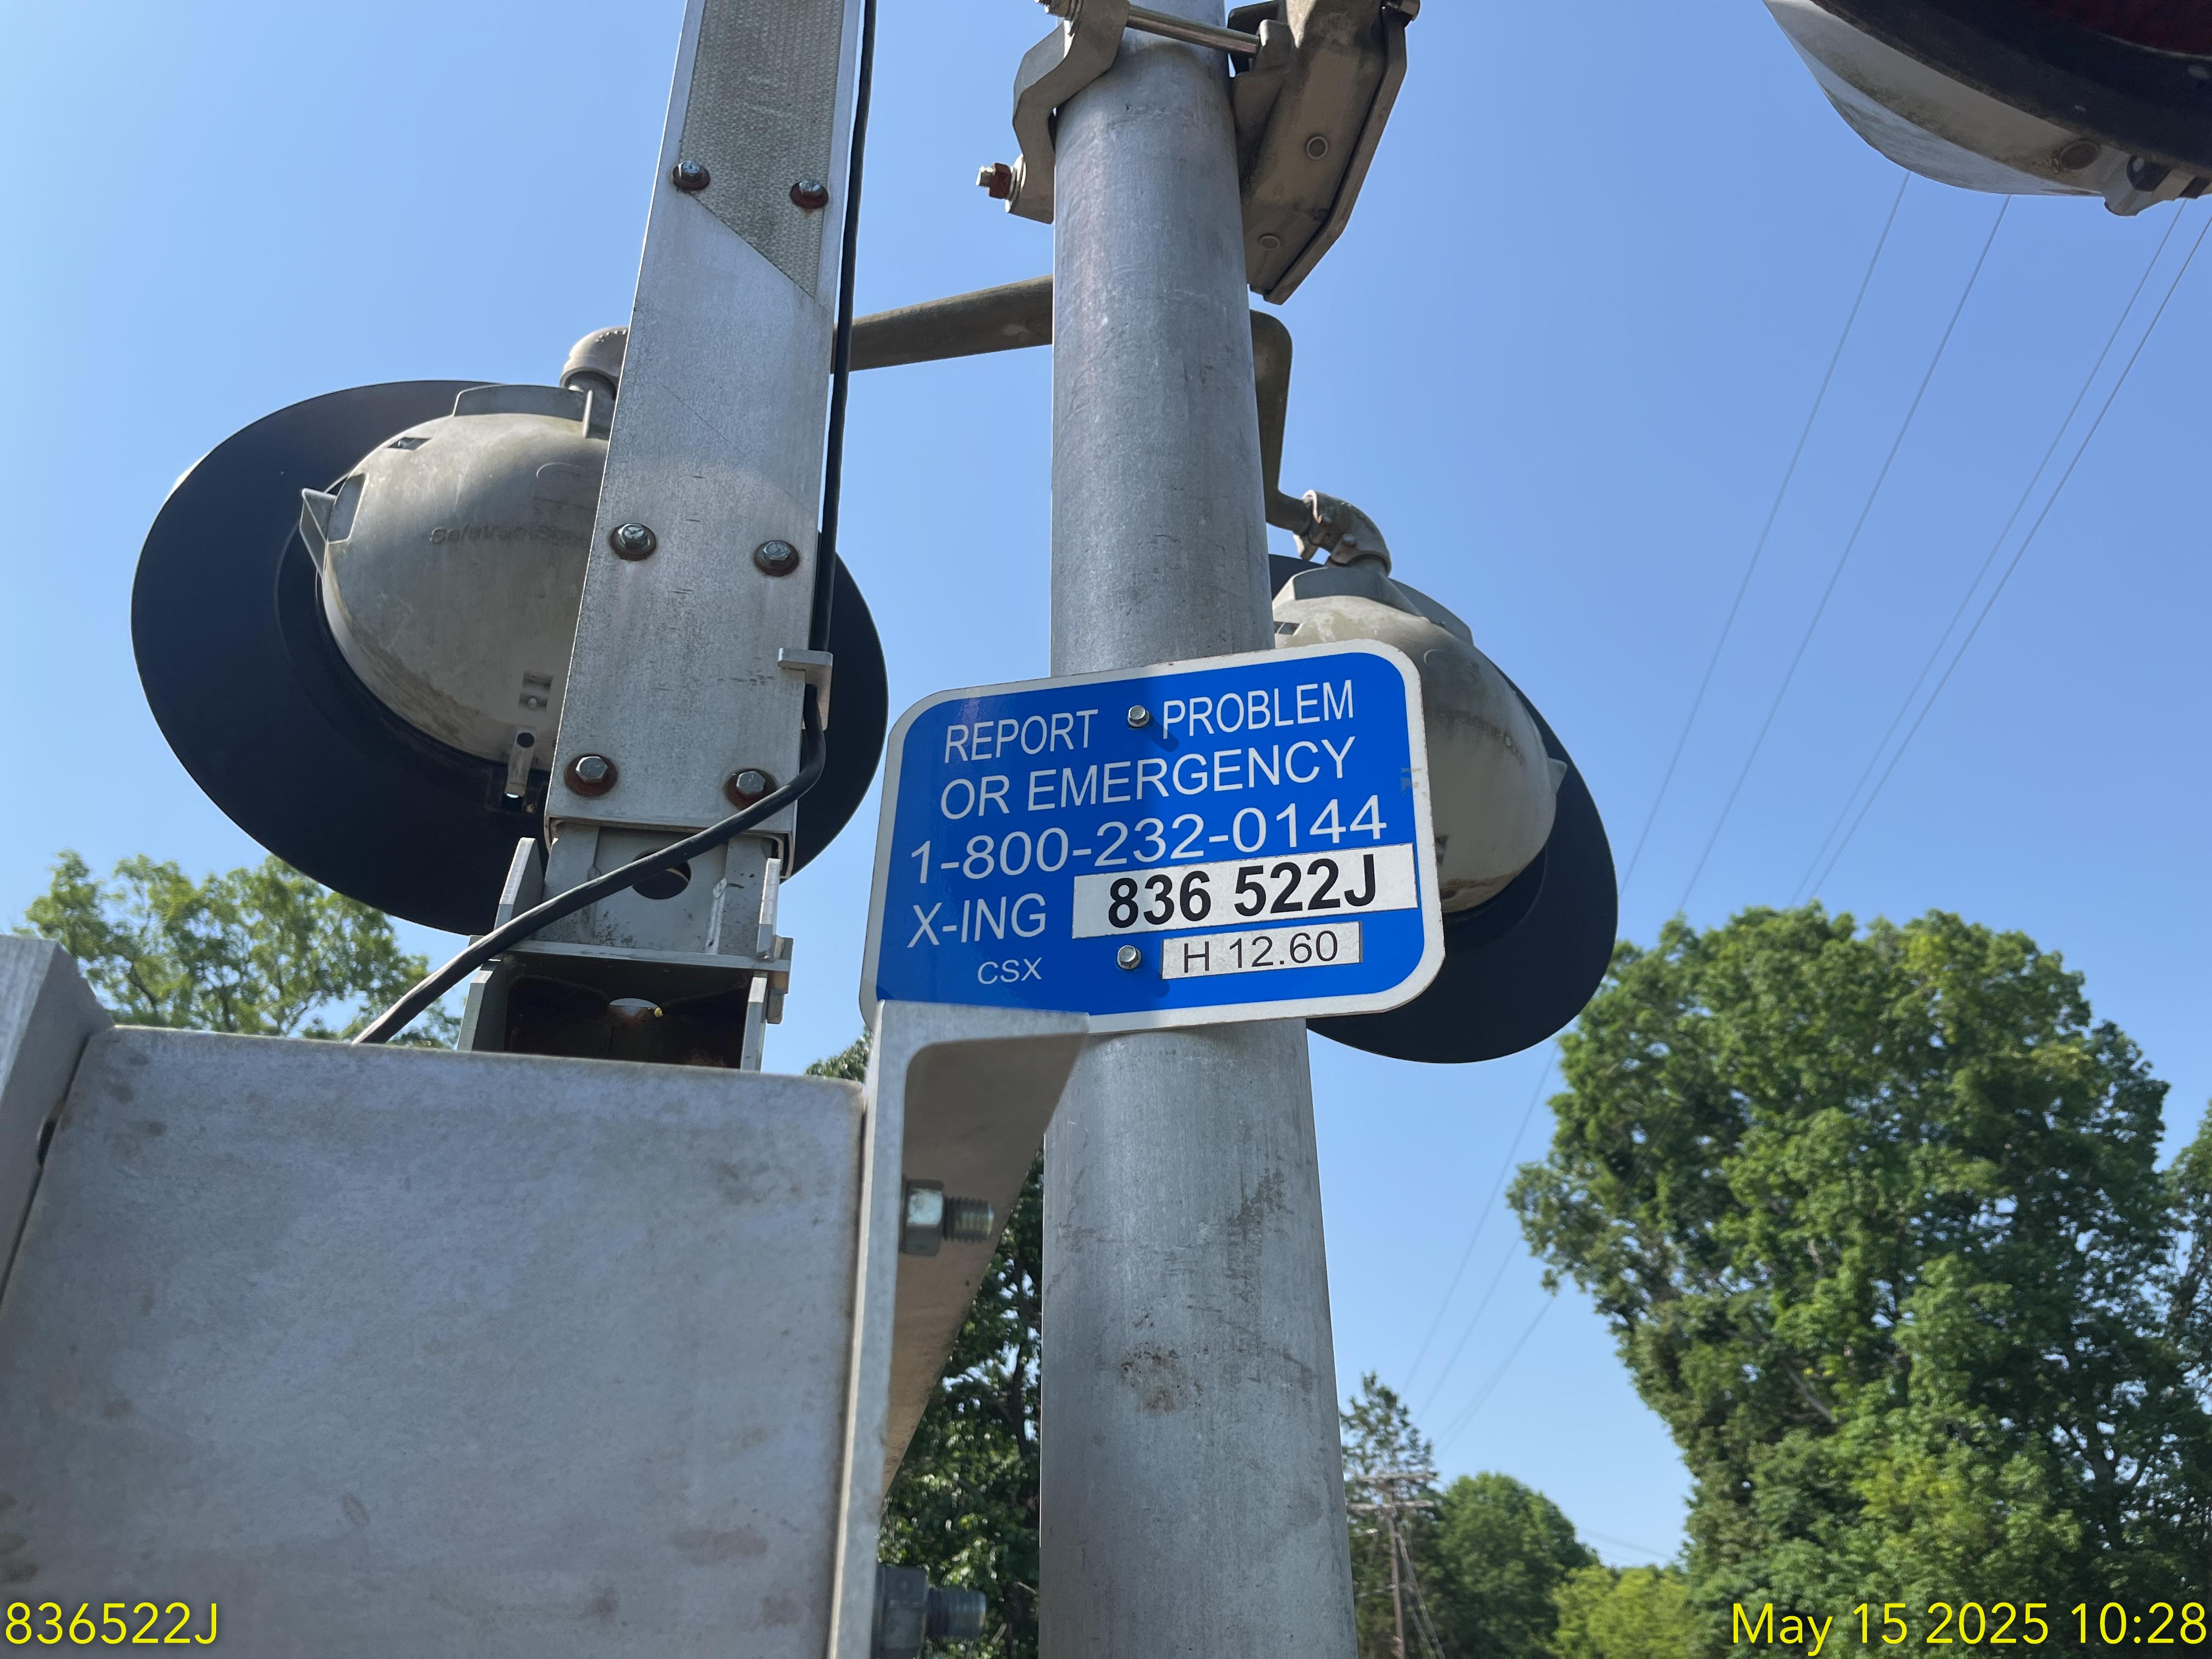 REPORT PROBLEM
OR EMERGENCY
1-800-232-0144
X-ING 836 522J
CSX H 12.60
836522J
May 15 2025 10:28